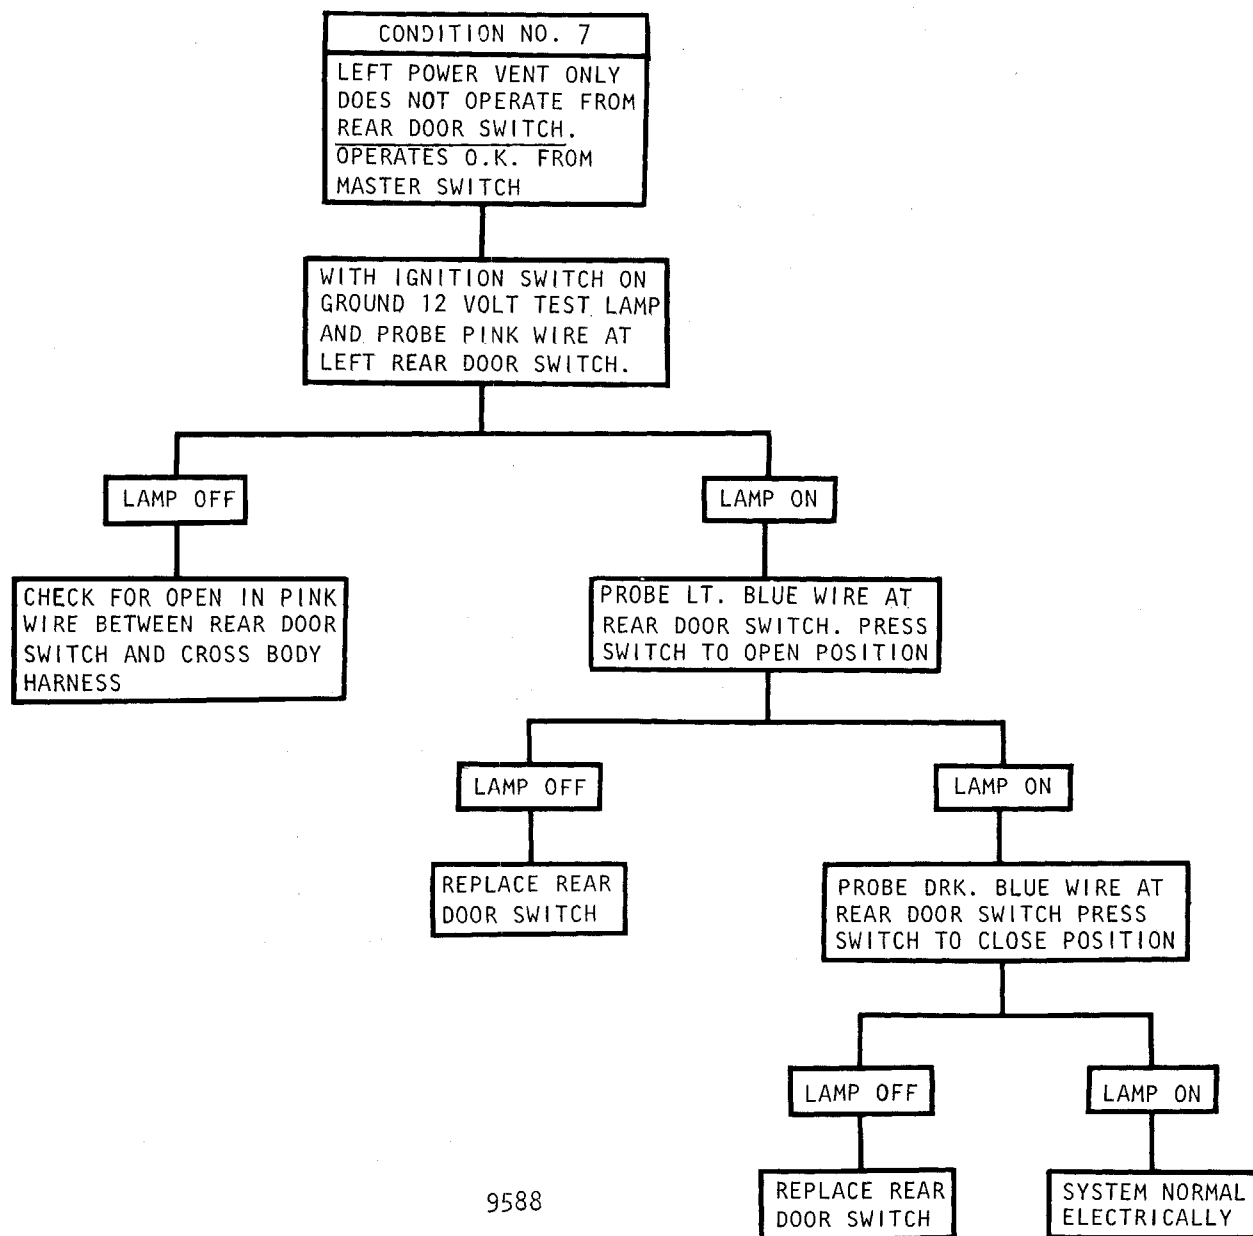 CONDITION NO. 7
LEFT POWER VENT ONLY
DOES NOT OPERATE FROM
REAR DOOR SWITCH.
OPERATES O.K. FROM
MASTER SWITCH
WITH IGNITION SWITCH ON
GROUND 12 VOLT TEST LAMP
AND PROBE PINK WIRE AT
LEFT REAR DOOR SWITCH.
LAMP OFF
LAMP ON
CHECK FOR OPEN IN PINK
WIRE BETWEEN REAR DOOR
SWITCH AND CROSS BODY
HARNESS
PROBE LT. BLUE WIRE AT
REAR DOOR SWITCH. PRESS
SWITCH TO OPEN POSITION
LAMP OFF
LAMP ON
REPLACE REAR
DOOR SWITCH
PROBE DRK. BLUE WIRE AT
REAR DOOR SWITCH PRESS
SWITCH TO CLOSE POSITION
LAMP OFF
LAMP ON
REPLACE REAR
DOOR SWITCH
SYSTEM NORMAL
ELECTRICALLY
9588